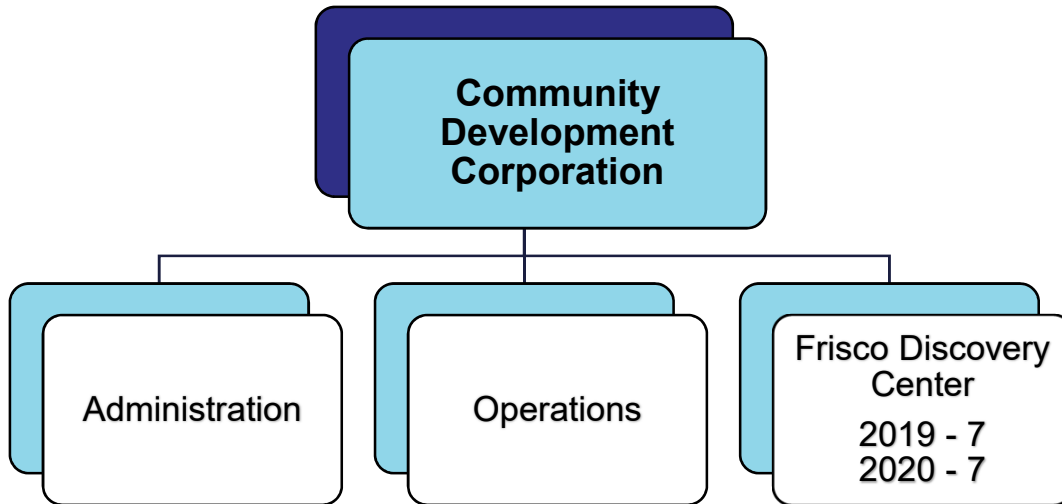 Community
Development
Corporation
Administration
Operations
Frisco Discovery
Center
2019 - 7
2020 - 7